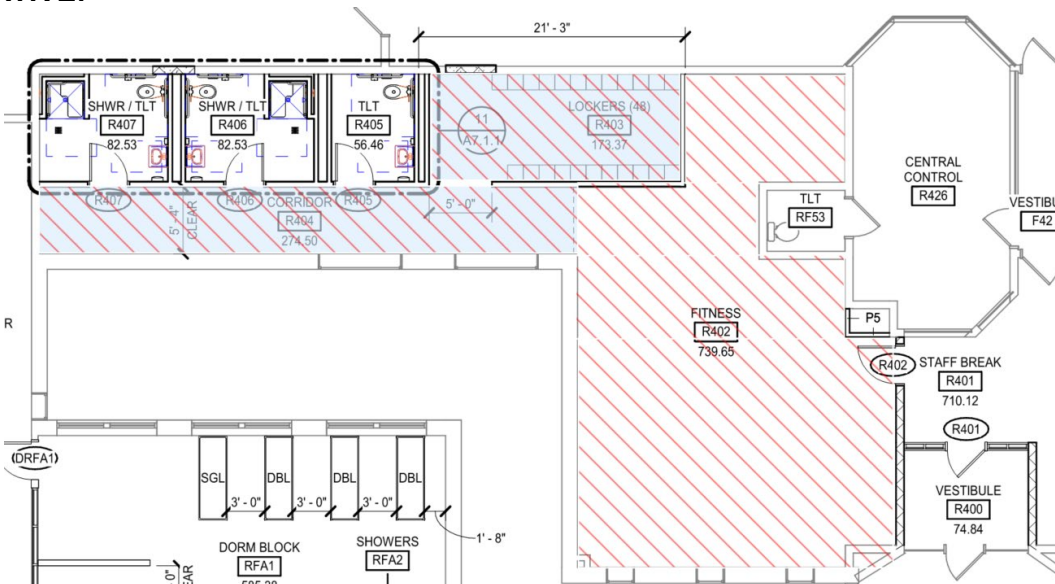 21' - 3"
SHWR / TLT
R407
82.53
SHWR / TLT
R406
82.53
TLT
R405
56.46
11
A7.1.1
LOCKERS (48)
R403
173.37
CENTRAL
CONTROL
R426
R407
R406
CORRIDOR
R404
274.50
R405
5' - 4"
CLEAR
5' - 0"
TLT
RF53
VESTIBU
F42
R
FITNESS
R402
739.65
P5
R402
STAFF BREAK
R401
710.12
R401
(DRFA1)
SGL
DBL
DBL
DBL
3' - 0"
3' - 0"
3' - 0"
1' - 8"
VESTIBULE
R400
74.84
DORM BLOCK
RFA1
SHOWERS
RFA2